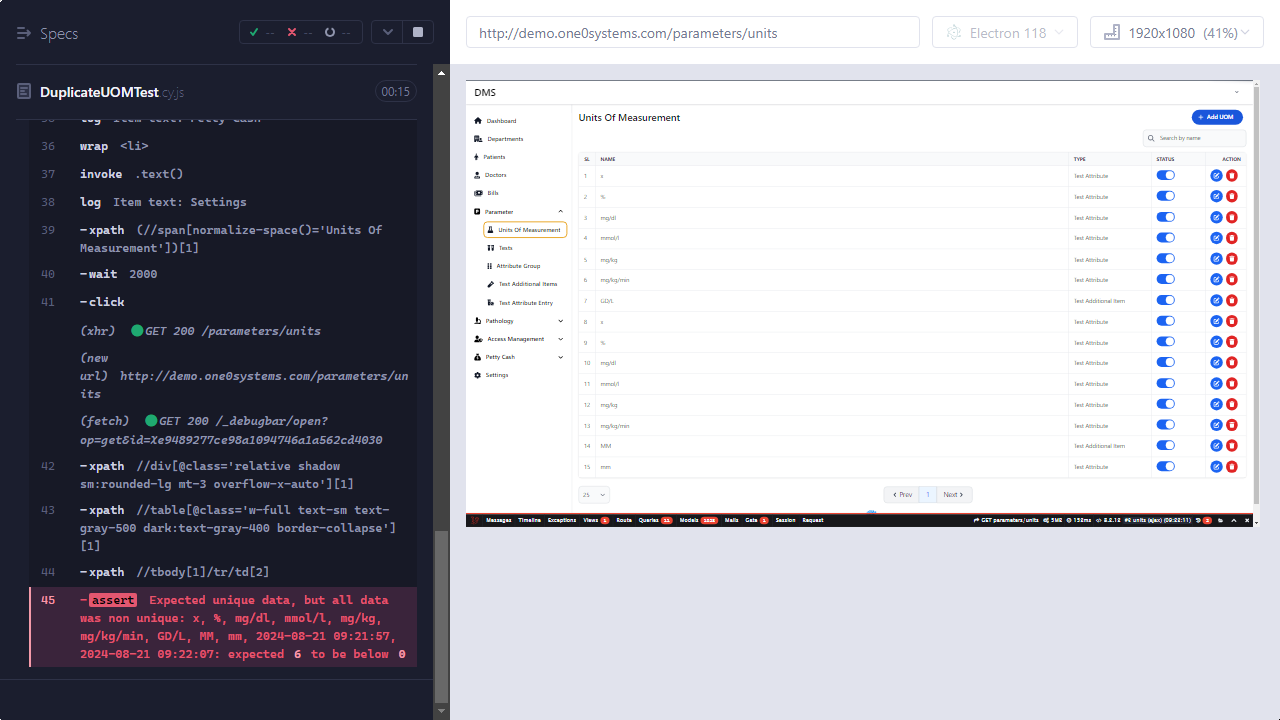 Specs
-- -- --
DuplicateUOMTest.cy.js 00:15
36 wrap <li>
37 invoke .text()
38 log Item text: Settings
39 -xpath (//span[normalize-space()='Units Of
Measurement'])[1]
40 -wait 2000
41 -click
(xhr) GET 200 /parameters/units
(new
url) http://demo.one0systems.com/parameters/un
its
(fetch) GET 200 /_debugbar/open?
op=get&id=Xe9489277ce98a1094746a1a562cd4030
42 -xpath //div[@class='relative shadow
sm:rounded-lg mt-3 overflow-x-auto'][1]
43 -xpath //table[@class='w-full text-sm text-
gray-500 dark:text-gray-400 border-collapse']
[1]
44 -xpath //tbody[1]/tr/td[2]
45 -assert Expected unique data, but all data
was non unique: x, %, mg/dl, mmol/l, mg/kg,
mg/kg/min, GD/L, MM, mm, 2024-08-21 09:21:57,
2024-08-21 09:22:07: expected 6 to be below 0
http://demo.one0systems.com/parameters/units
Electron 118
1920x1080 (41%)
DMS
Dashboard
Departments
Patients
Doctors
Bills
Parameter
Units Of Measurement
Tests
Attribute Group
Test Additional Items
Test Attribute Entry
Pathology
Access Management
Petty Cash
Settings
Units Of Measurement
+ Add UOM
Search by name
SL NAME TYPE STATUS ACTION
1 x Test Attribute
2 % Test Attribute
3 mg/dl Test Attribute
4 mmol/l Test Attribute
5 mg/kg Test Attribute
6 mg/kg/min Test Attribute
7 GD/L Test Additional Item
8 x Test Attribute
9 % Test Attribute
10 mg/dl Test Attribute
11 mmol/l Test Attribute
12 mg/kg Test Attribute
13 mg/kg/min Test Attribute
14 MM Test Additional Item
15 mm Test Attribute
25
Prev 1 Next
Messages Timeline Exceptions Views Route Queries Models Mails Gate Session Request GET parameters/units